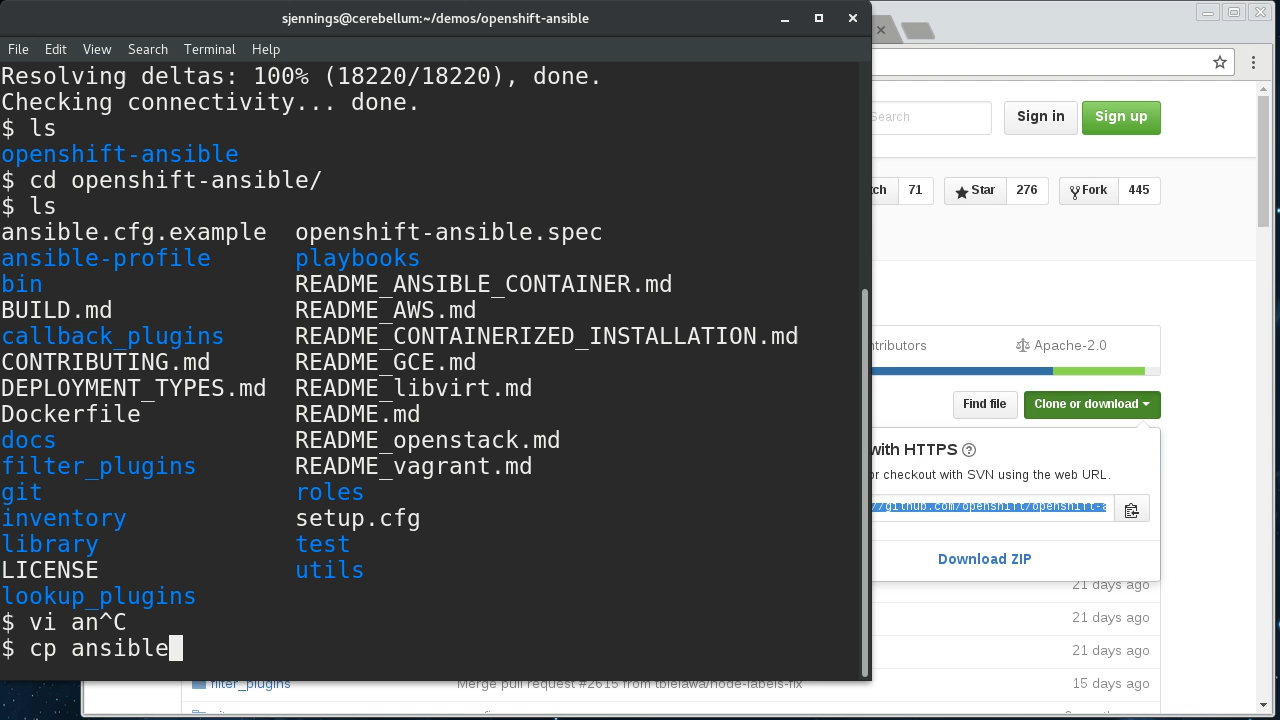 sjennings@cerebellum:~/demos/openshift-ansible
File Edit View Search Terminal Help
Resolving deltas: 100% (18220/18220), done.
Checking connectivity... done.
$ ls
openshift-ansible
$ cd openshift-ansible/
$ ls
ansible.cfg.example openshift-ansible.spec
ansible-profile playbooks
bin README_ANSIBLE_CONTAINER.md
BUILD.md README_AWS.md
callback_plugins README_CONTAINERIZED_INSTALLATION.md
CONTRIBUTING.md README_GCE.md
DEPLOYMENT_TYPES.md README_libvirt.md
Dockerfile README.md
docs README_openstack.md
filter_plugins README_vagrant.md
git roles
inventory setup.cfg
library test
LICENSE utils
lookup_plugins
$ vi an^C
$ cp ansible
Search Sign in Sign up
tch 71 Star 276 Fork 445
ntributors Apache-2.0
Find file Clone or download
with HTTPS
or checkout with SVN using the web URL.
//github.com/openshift/openshift-a
Download ZIP
21 days ago
21 days ago
21 days ago
filter_plugins Merge pull request #2615 from tbielawa/node-labels-fix 15 days ago